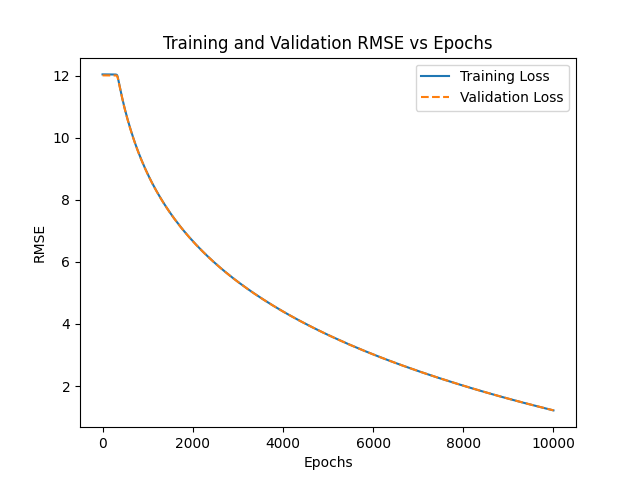 Training and Validation RMSE vs Epochs
Training Loss
Validation Loss
12
10
8
6
4
2
RMSE
0 2000 4000 6000 8000 10000
Epochs